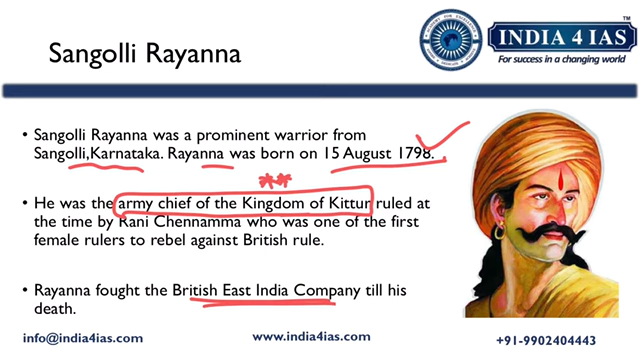 Sangolli Rayanna
INDIA 4 IAS
TM
For success in a changing world
• Sangolli Rayanna was a prominent warrior from
Sangolli,Karnataka. Rayanna was born on 15 August 1798.
• He was the army chief of the Kingdom of Kittur ruled at
the time by Rani Chennamma who was one of the first
female rulers to rebel against British rule.
• Rayanna fought the British East India Company till his
death.
info@india4ias.com
www.india4ias.com
+91-9902404443